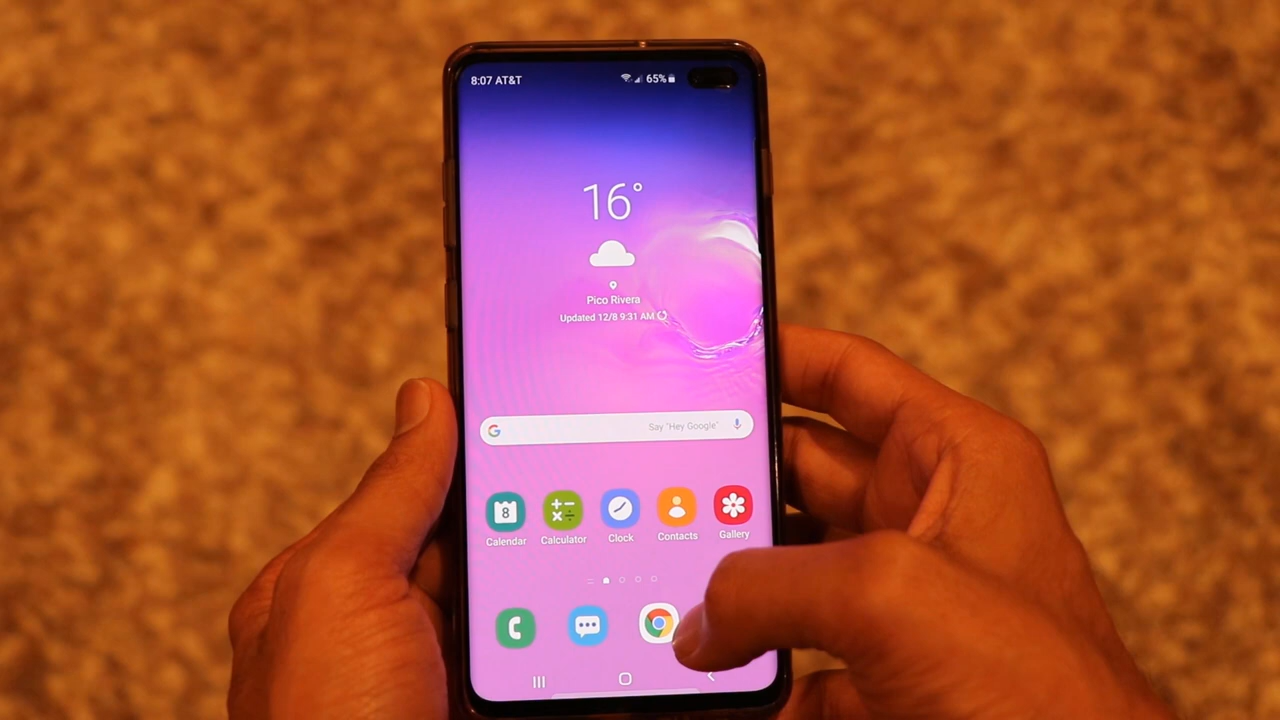 8:07 AT&T 65%
16°
Pico Rivera
Updated 12/8 9:31 AM
G Say "Hey Google"
8
Calendar Calculator Clock Contacts Gallery